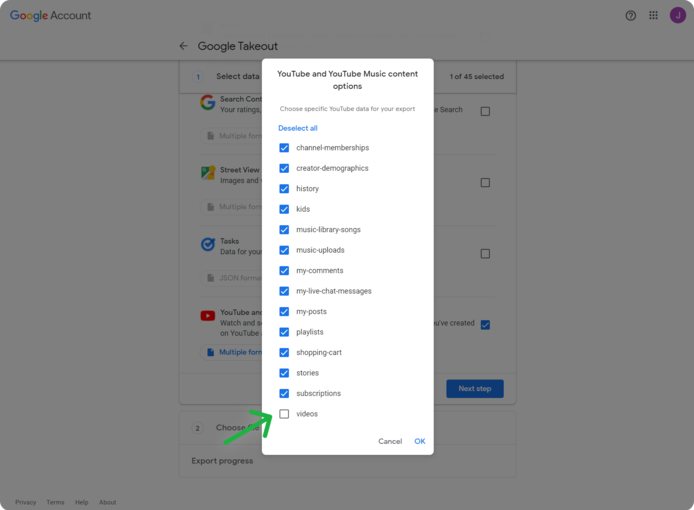 Google Account
J
Google Takeout
1 Select data
1 of 45 selected
Search Cont
Your ratings,
e Search
Multiple form
Street View
Images and
Multiple form
Tasks
Data for your
JSON format
YouTube and
Watch and se
ou've created
on YouTube
Multiple form
Next step
2 Choose file
Export progress
YouTube and YouTube Music content
options
Choose specific YouTube data for your export
Deselect all
channel-memberships
creator-demographics
history
kids
music-library-songs
music-uploads
my-comments
my-live-chat-messages
my-posts
playlists
shopping-cart
stories
subscriptions
videos
Cancel OK
Privacy Terms Help About